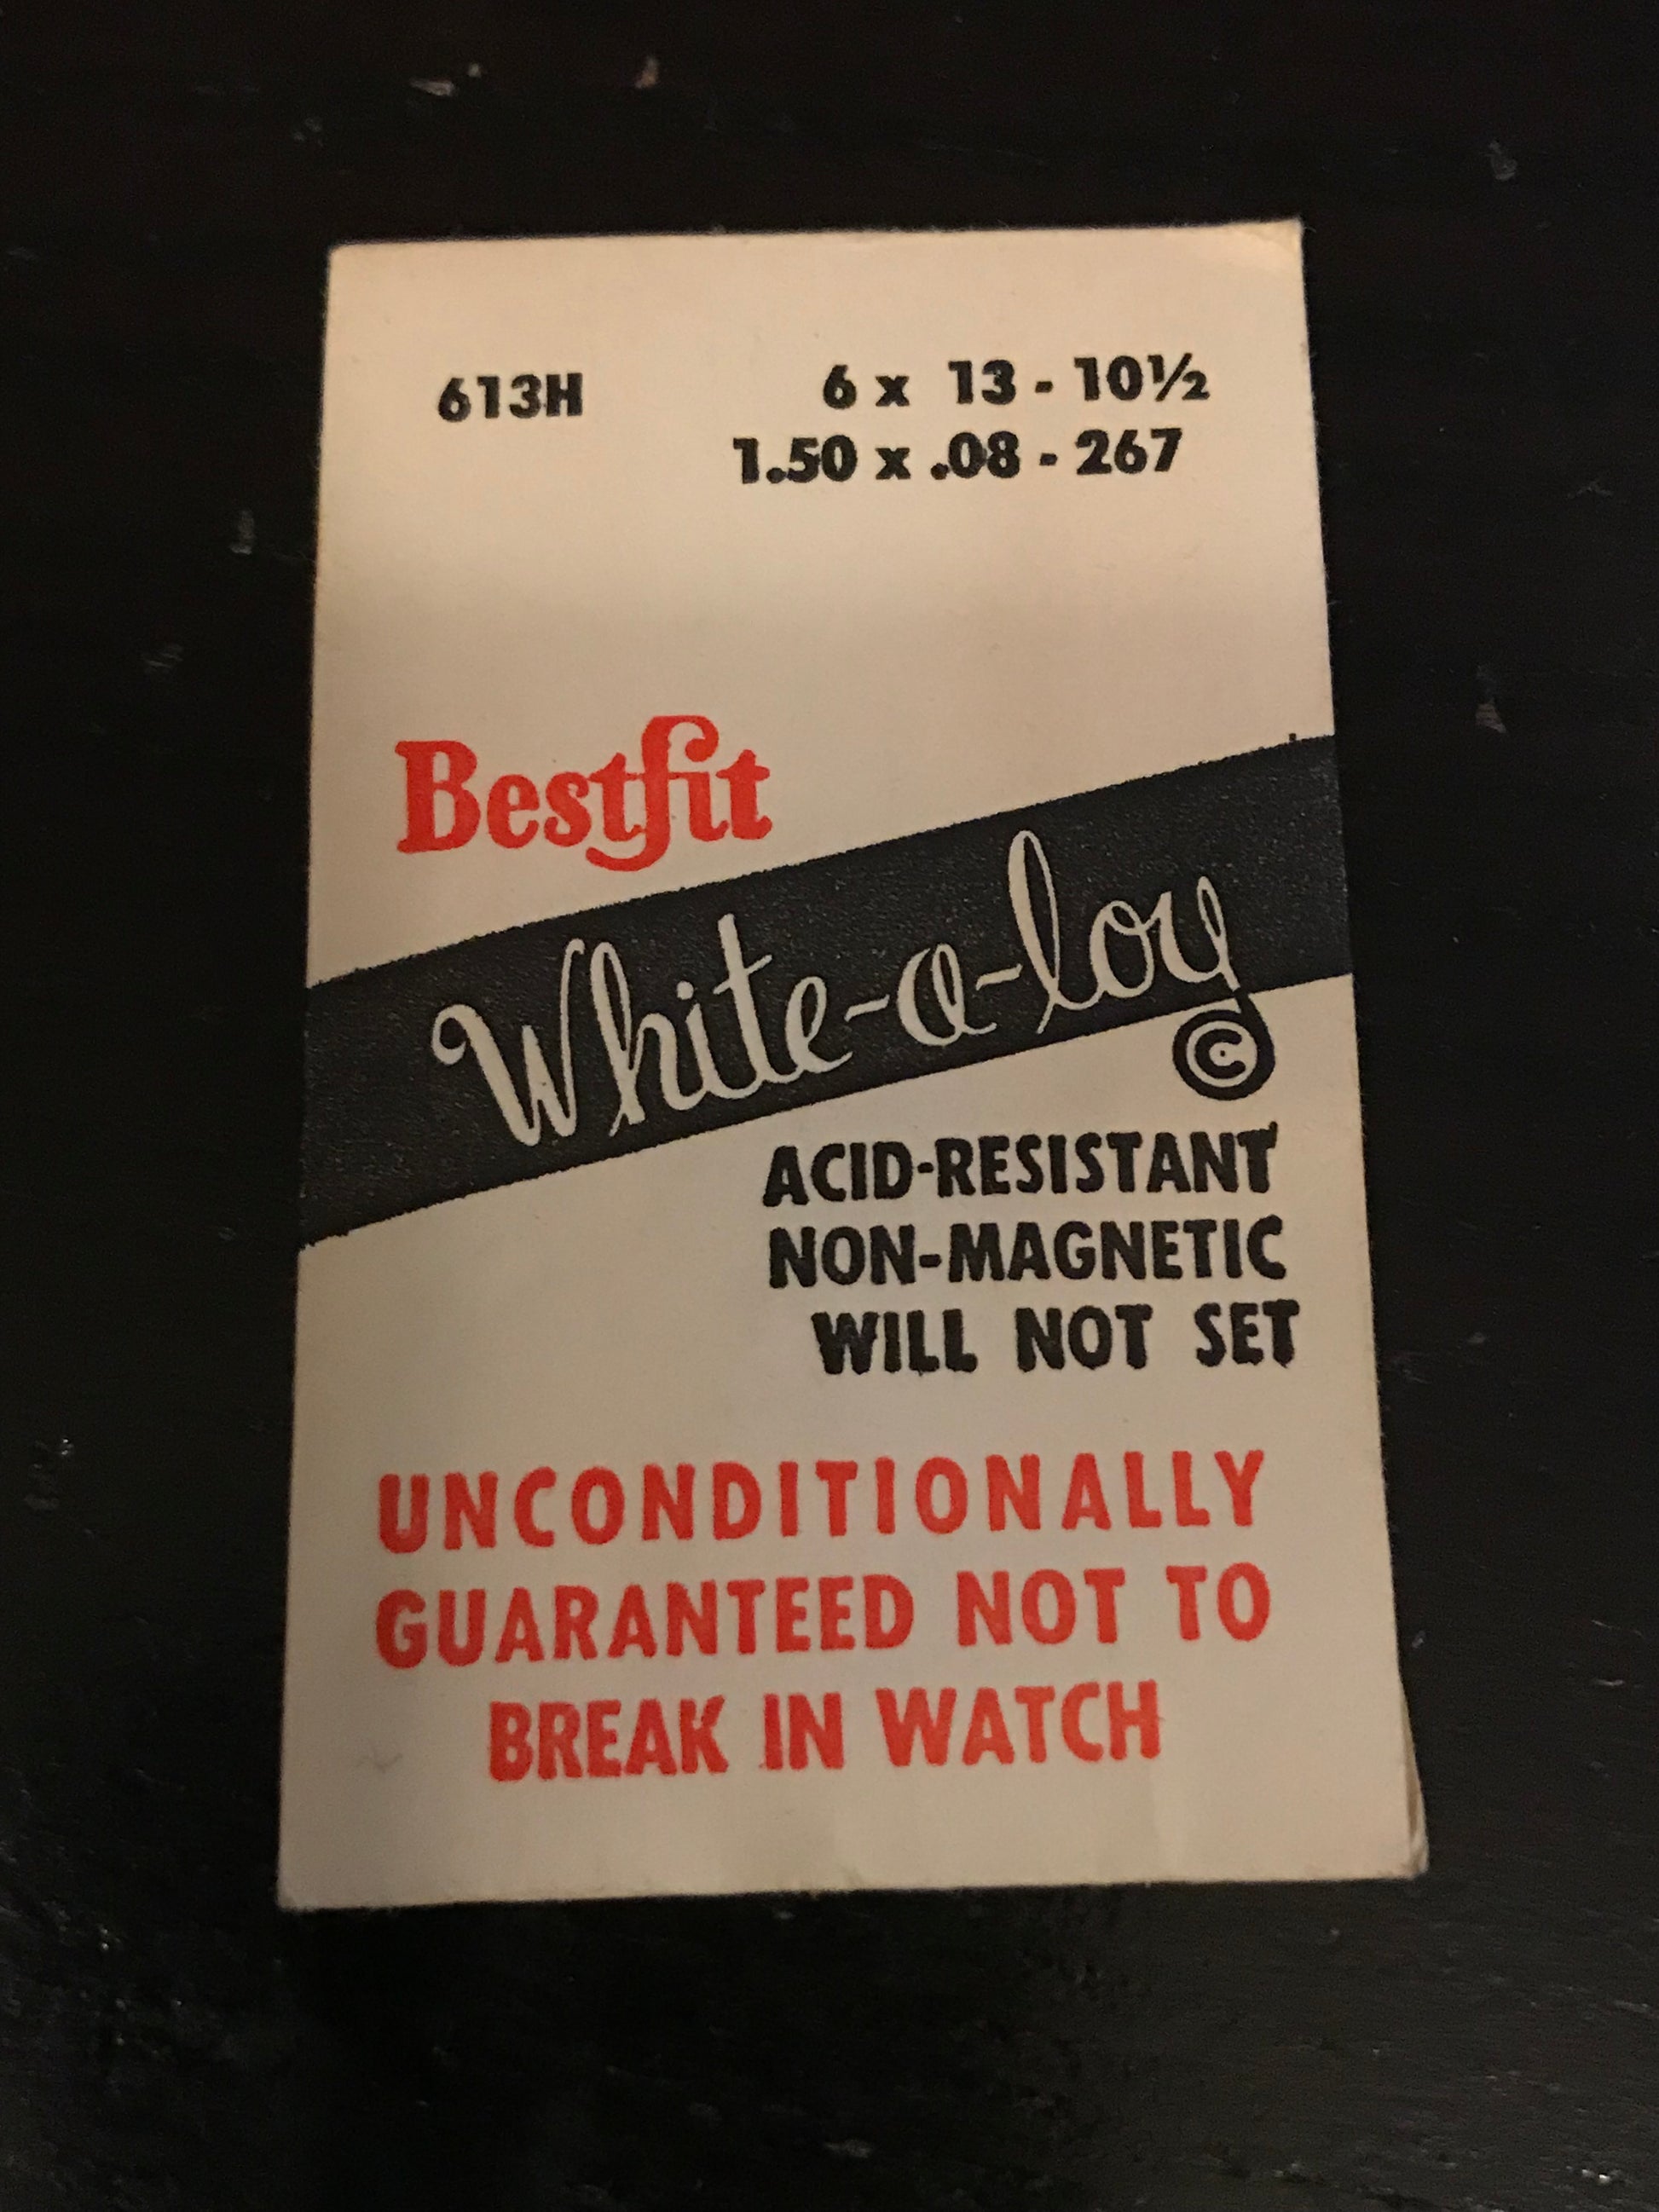 613H 6 x 13 - 10½
1.50 x .08 - 267
Bestfit
White-a-loy
©
ACID-RESISTANT
NON-MAGNETIC
WILL NOT SET
UNCONDITIONALLY
GUARANTEED NOT TO
BREAK IN WATCH